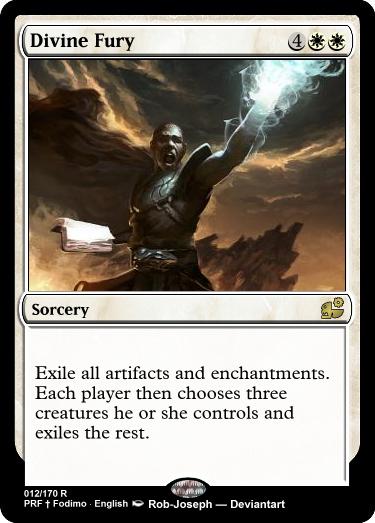 Divine Fury 4
Sorcery
Exile all artifacts and enchantments.
Each player then chooses three
creatures he or she controls and
exiles the rest.
012/170 R
PRF † Fodimo · English Rob-Joseph — Deviantart